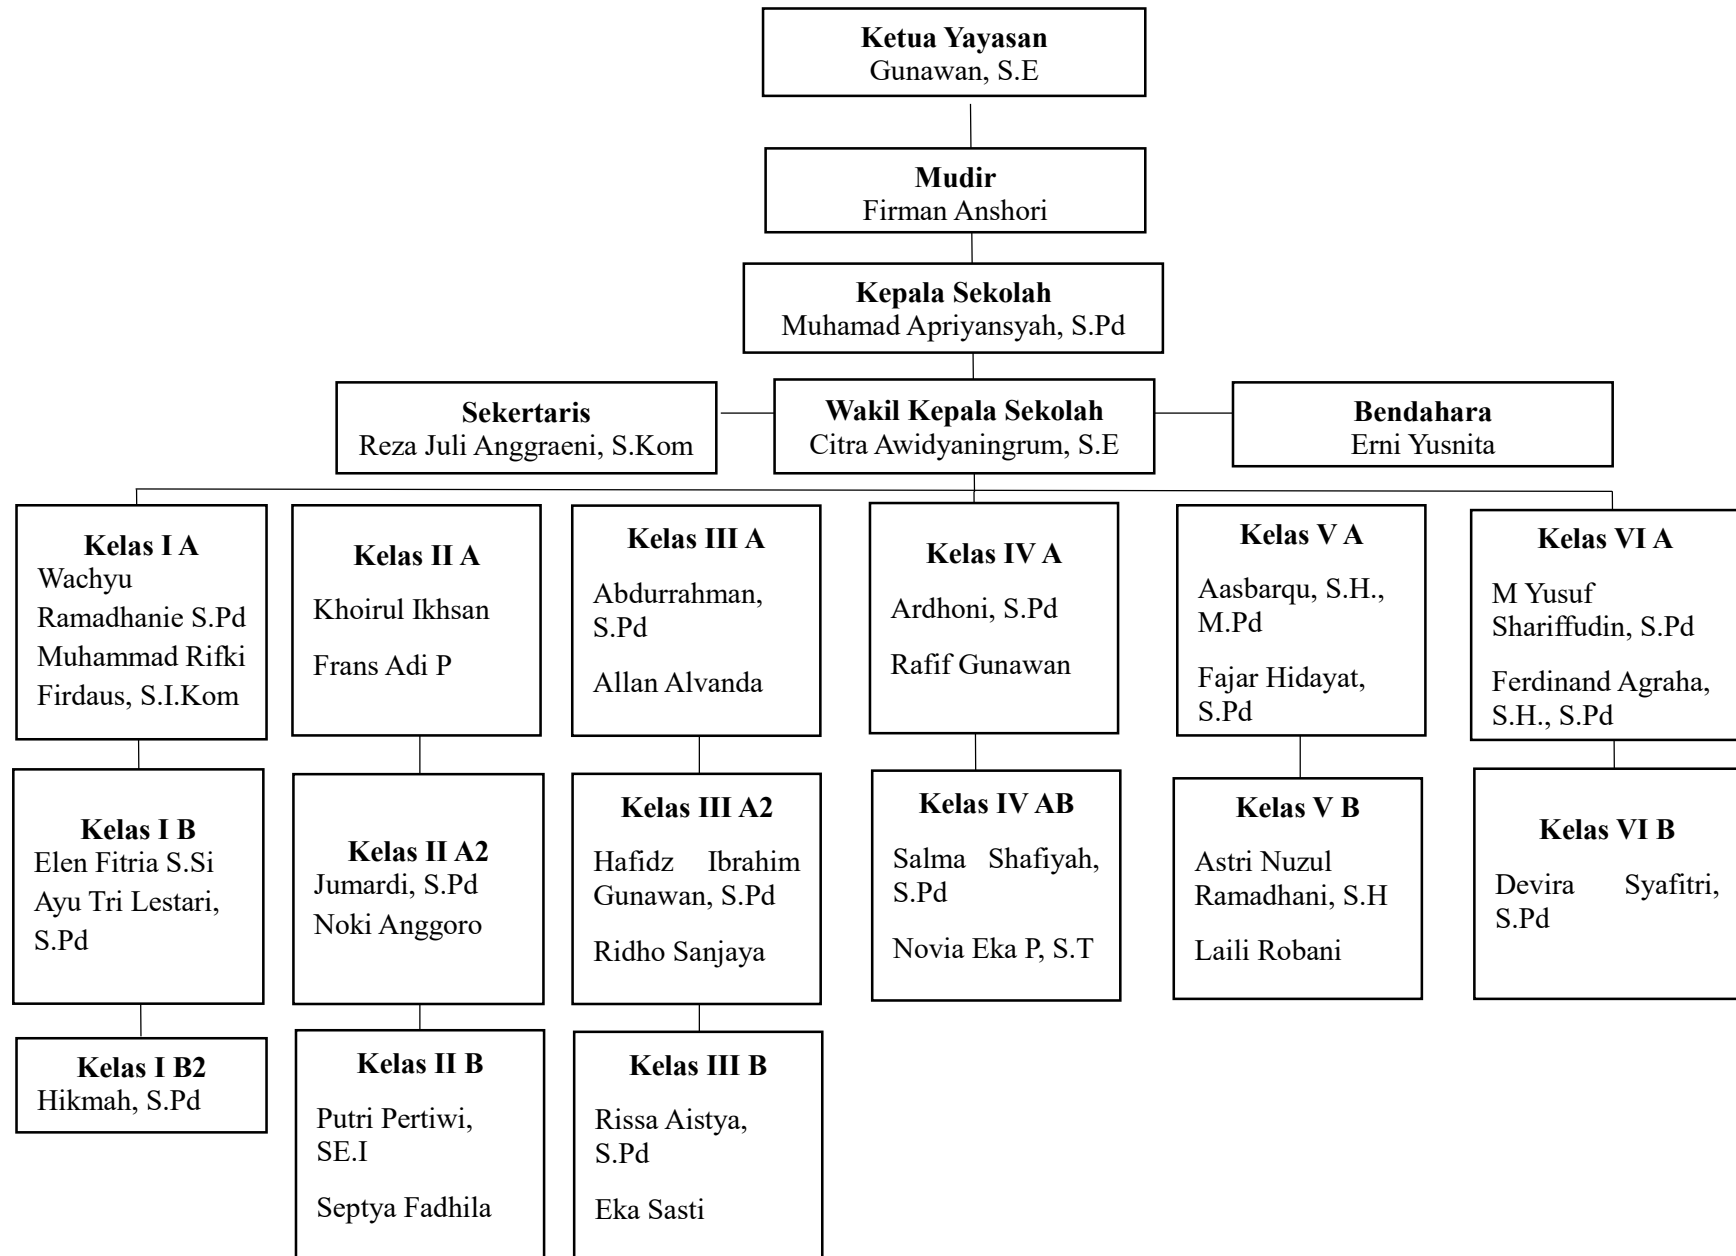 Ketua Yayasan
Gunawan, S.E
Mudir
Firman Anshori
Kepala Sekolah
Muhamad Apriyansyah, S.Pd
Sekertaris
Reza Juli Anggraeni, S.Kom
Wakil Kepala Sekolah
Citra Awidyaningrum, S.E
Bendahara
Erni Yusnita
Kelas I A
Wachyu
Ramadhanie S.Pd
Muhammad Rifki
Firdaus, S.I.Kom
Kelas II A
Khoirul Ikhsan
Frans Adi P
Kelas III A
Abdurrahman,
S.Pd
Allan Alvanda
Kelas IV A
Ardhoni, S.Pd
Rafif Gunawan
Kelas V A
Aasbarqu, S.H.,
M.Pd
Fajar Hidayat,
S.Pd
Kelas VI A
M Yusuf
Shariffudin, S.Pd
Ferdinand Agraha,
S.H., S.Pd
Kelas I B
Elen Fitria S.Si
Ayu Tri Lestari,
S.Pd
Kelas II A2
Jumardi, S.Pd
Noki Anggoro
Kelas III A2
Hafidz Ibrahim
Gunawan, S.Pd
Ridho Sanjaya
Kelas IV AB
Salma Shafiyah,
S.Pd
Novia Eka P, S.T
Kelas V B
Astri Nuzul
Ramadhani, S.H
Laili Robani
Kelas VI B
Devira Syafitri,
S.Pd
Kelas I B2
Hikmah, S.Pd
Kelas II B
Putri Pertiwi,
SE.I
Septya Fadhila
Kelas III B
Rissa Aistya,
S.Pd
Eka Sasti